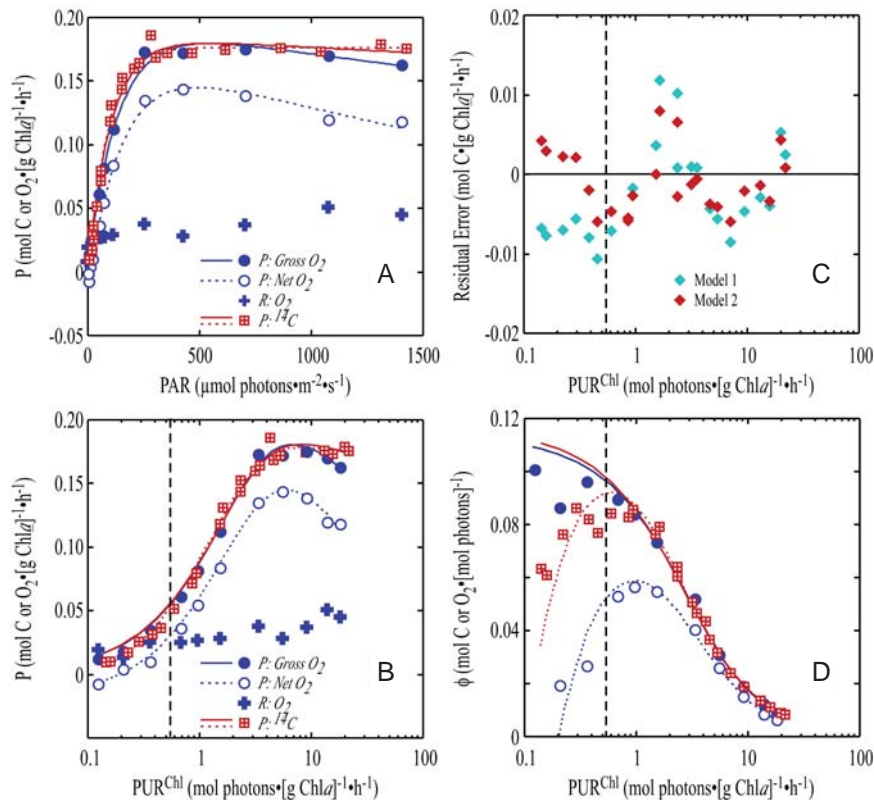 0.20
0.15
0.10
0.05
0
-0.05
P (mol C or O₂•[g Chla]⁻¹•h⁻¹)
A
P: Gross O₂
P: Net O₂
R: O₂
P: ¹⁴C
0
500
1000
1500
PAR (µmol photons•m⁻²•s⁻¹)
0.02
0.01
0
-0.01
-0.02
Residual Error (mol C•[g Chla]⁻¹•h⁻¹)
C
Model 1
Model 2
0.1
1
10
100
PUR^Chl (mol photons•[g Chla]⁻¹•h⁻¹)
0.20
0.15
0.10
0.05
0
P (mol C or O₂•[g Chla]⁻¹•h⁻¹)
B
P: Gross O₂
P: Net O₂
R: O₂
P: ¹⁴C
0.1
1
10
100
PUR^Chl (mol photons•[g Chla]⁻¹•h⁻¹)
0.12
0.08
0.04
0
ϕ (mol C or O₂•[mol photons]⁻¹)
D
0.1
1
10
100
PUR^Chl (mol photons•[g Chla]⁻¹•h⁻¹)